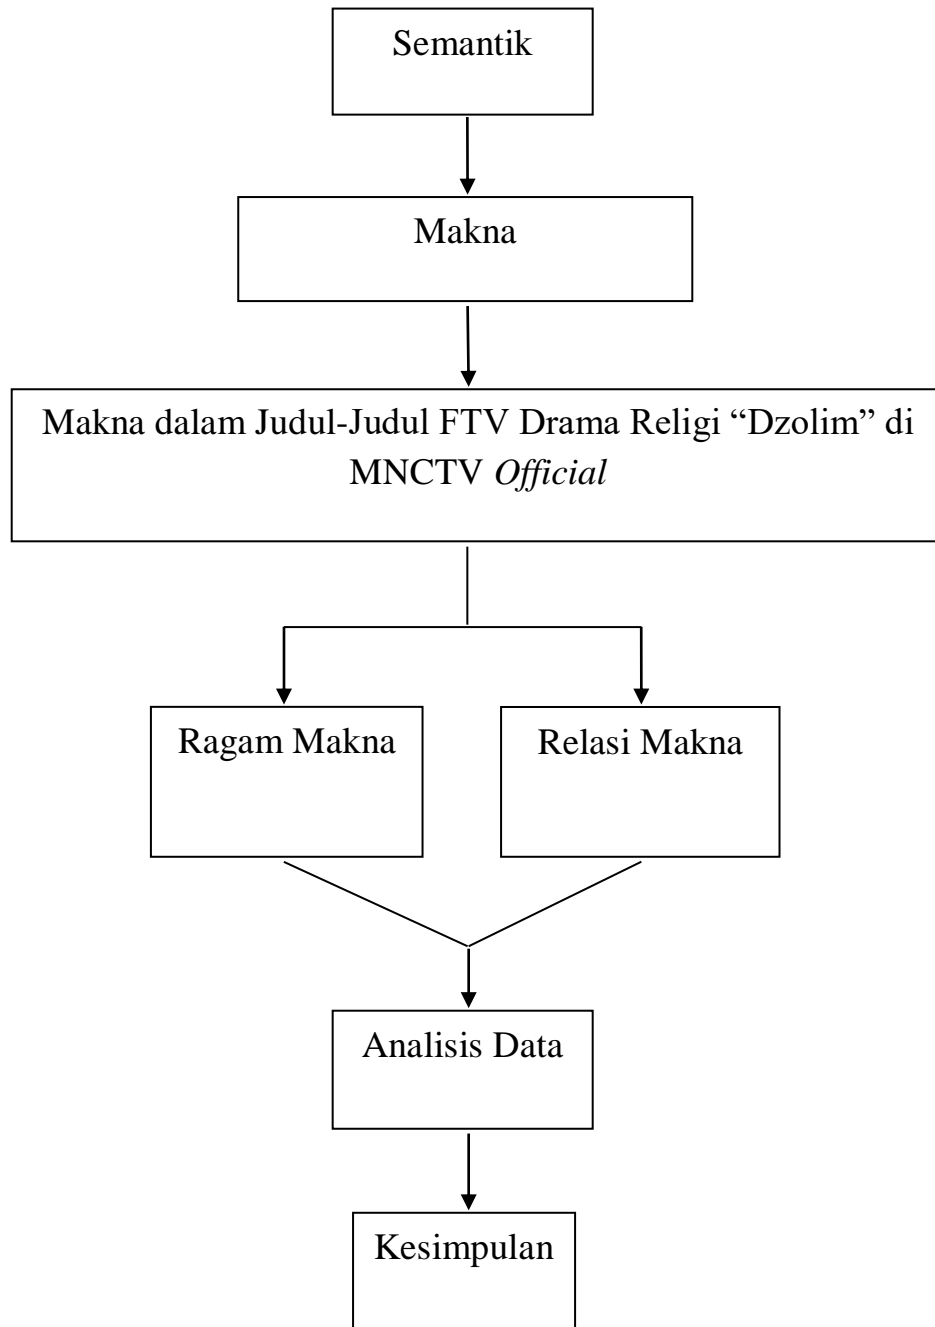 Semantik
Makna
Makna dalam Judul-Judul FTV Drama Religi “Dzolim” di
MNCTV Official
Ragam Makna
Relasi Makna
Analisis Data
Kesimpulan